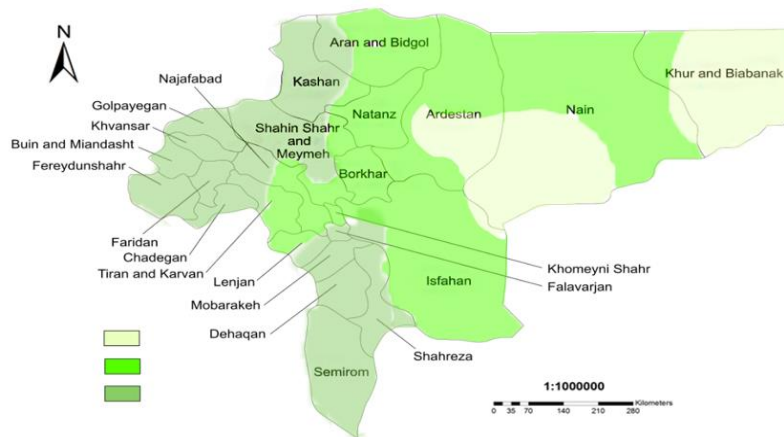 N
Aran and Bidgol
Najafabad
Kashan
Khur and Biabanak
Golpayegan
Natanz
Ardestan
Nain
Khvansar
Shahin Shahr
and
Meymeh
Buin and Miandasht
Fereydunshahr
Borkhar
Faridan
Chadegan
Tiran and Karvan
Lenjan
Isfahan
Khomeyni Shahr
Falavarjan
Mobarakeh
Dehaqan
Shahreza
Semirom
1:1000000
0 35 70 140 210 280
Kilometers